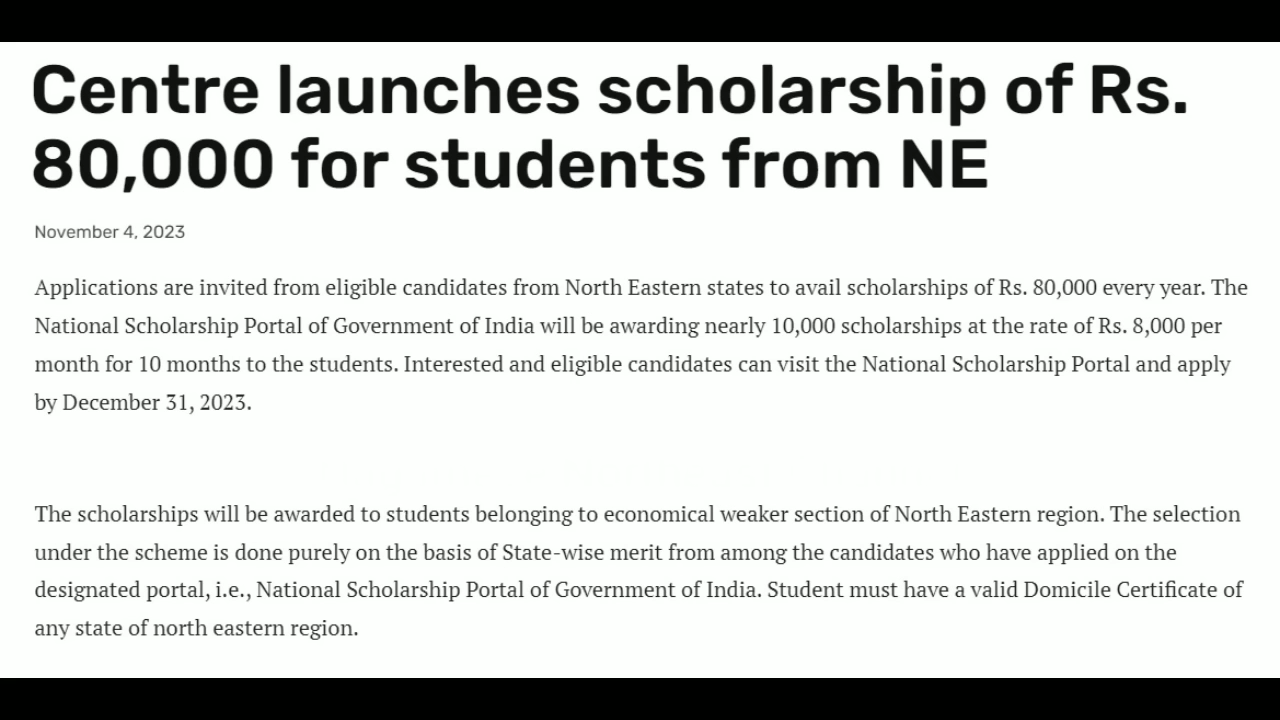 Centre launches scholarship of Rs.
80,000 for students from NE
November 4, 2023
Applications are invited from eligible candidates from North Eastern states to avail scholarships of Rs. 80,000 every year. The
National Scholarship Portal of Government of India will be awarding nearly 10,000 scholarships at the rate of Rs. 8,000 per
month for 10 months to the students. Interested and eligible candidates can visit the National Scholarship Portal and apply
by December 31, 2023.
The scholarships will be awarded to students belonging to economical weaker section of North Eastern region. The selection
under the scheme is done purely on the basis of State-wise merit from among the candidates who have applied on the
designated portal, i.e., National Scholarship Portal of Government of India. Student must have a valid Domicile Certificate of
any state of north eastern region.